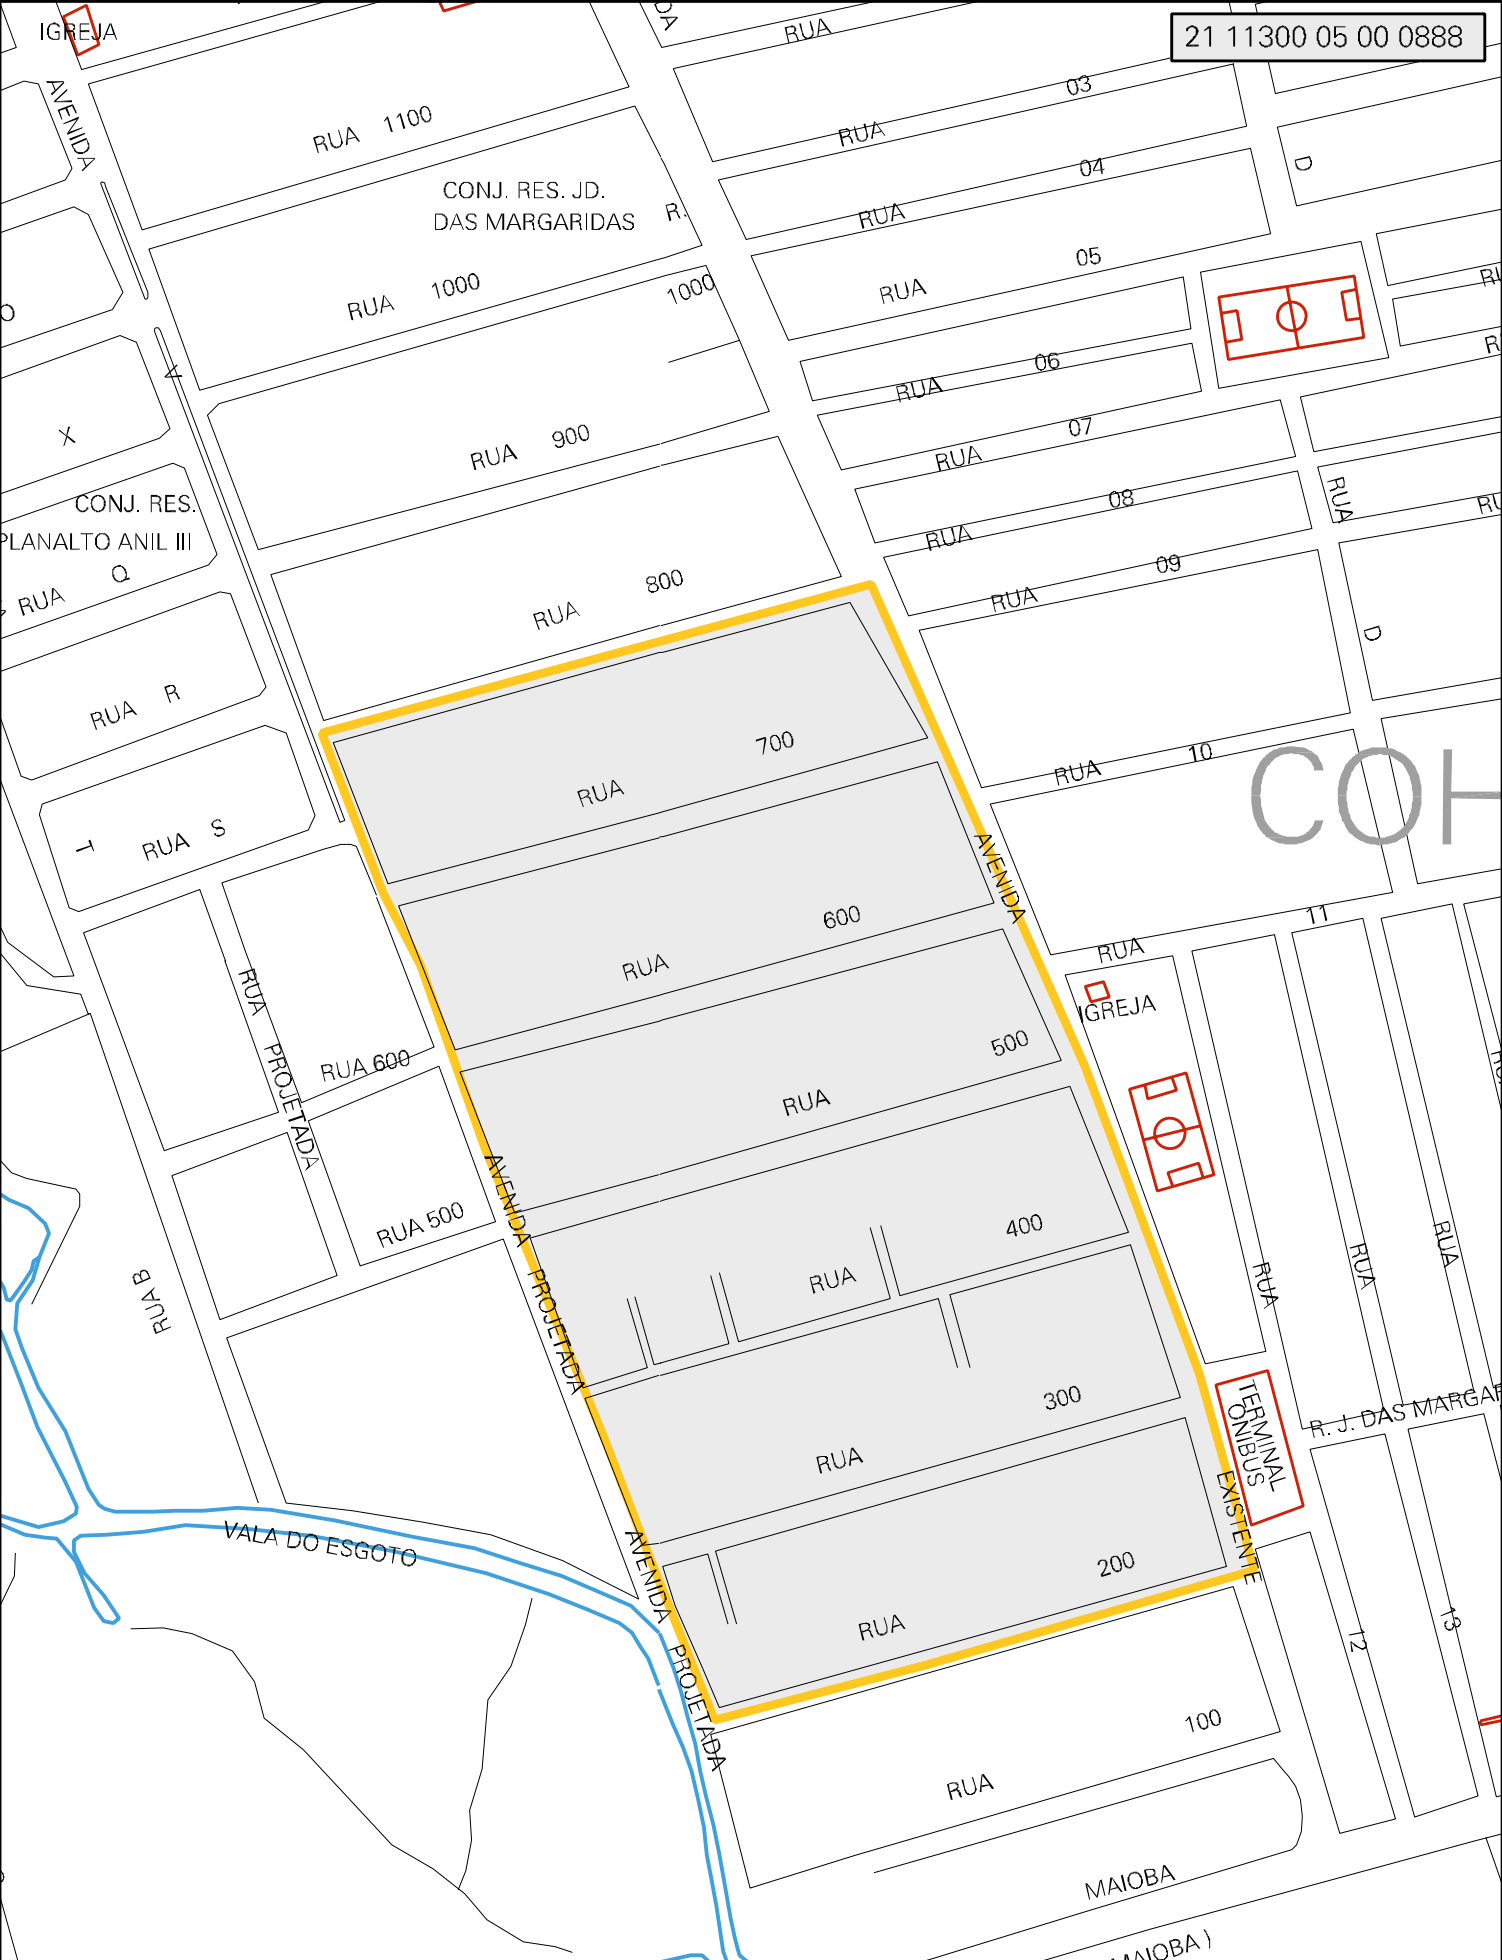 IGREJA
21 11300 05 00 0888
RUA
AVENIDA
RUA 1100
03
RUA
04
D
CONJ. RES. JD.
DAS MARGARIDAS
R.
1000
RUA
05
RUA 1000
RUA
06
RUA
V
X
RUA 900
07
RUA
CONJ. RES.
PLANALTO ANIL III
Q
RUA
08
RUA
RUA
09
RUA
RUA 800
D
RUA R
RUA 700
RUA 10
COH
T
RUA S
AVENIDA
RUA 600
RUA 11
IGREJA
RUA PROJETADA
RUA 600
RUA 500
RUA 500
AVENIDA PROJETADA
RUA 400
RUA B
RUA
RUA
RUA
RUA 300
TERMINAL
ONIBUS
R. J. DAS MARGAR
EXISTENTE
VALA DO ESGOTO
AVENIDA PROJETADA
RUA 200
12
13
RUA 100
MAIOBA
MAIOBA )